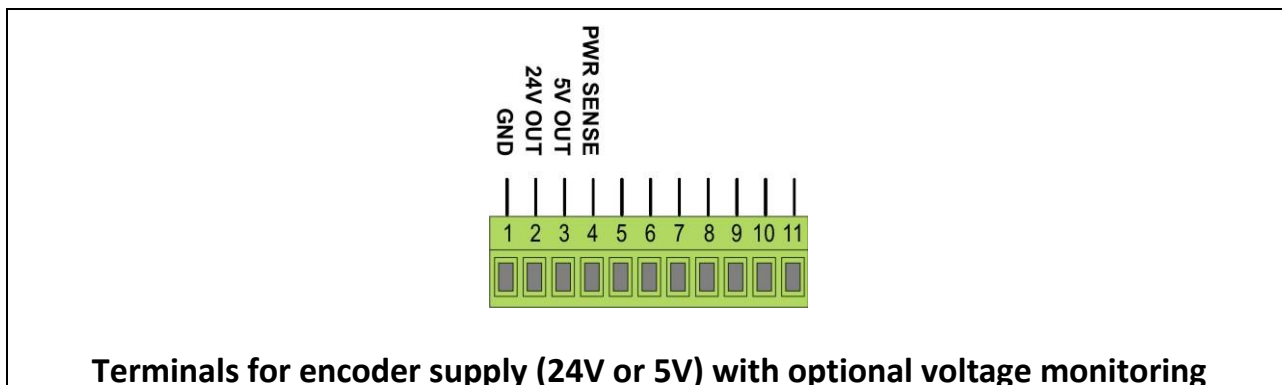 GND
24V OUT
5V OUT
PWR SENSE
1 2 3 4 5 6 7 8 9 10 11
Terminals for encoder supply (24V or 5V) with optional voltage monitoring